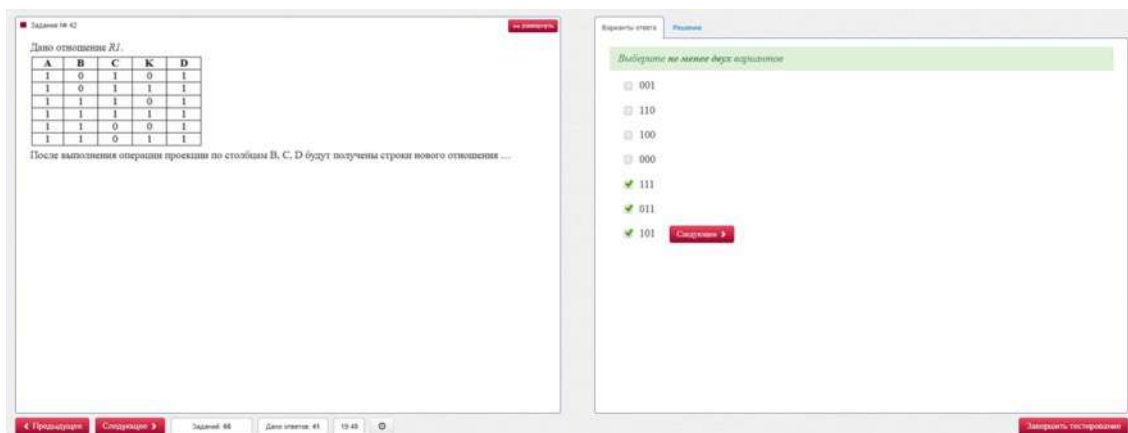 Задание № 42
Дано отношение R1.
A B C K D
1 0 1 0 1
1 0 1 1 1
1 1 1 0 1
1 1 1 1 1
1 1 0 0 1
1 1 0 1 1
После выполнения операции проекции по столбцам B, C, D будут получены строки нового отношения …
Варианты ответа Решение
Выберите не менее двух вариантов
001
110
100
000
111
011
101 Следующее
Предыдущее Следующее Заданий: 68 Дано ответов: 41 19:49 Завершить тестирование